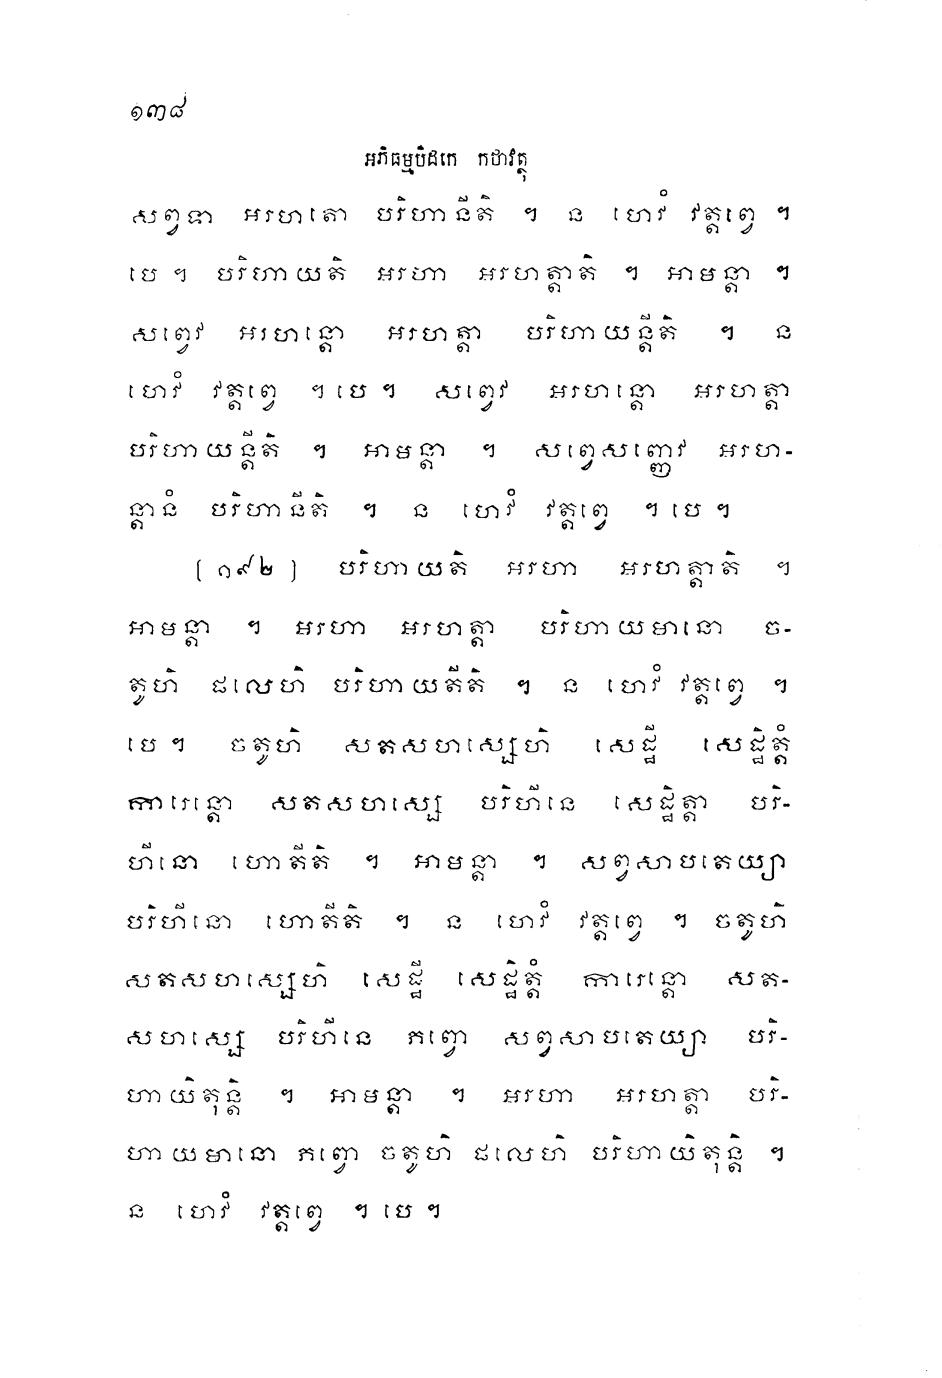 ១៣៨
អភិធម្មបិដកេ កថាវត្ថុ
សព្វទា អរហតោ បរិហានីតិ ។ ន ហេវំ វត្តព្វេ ។
បេ ។ បរិហាយតិ អរហា អរហត្តាតិ ។ អាមន្តា ។
សព្វេវ អរហន្តោ អរហត្តា បរិហាយន្តីតិ ។ ន
ហេវំ វត្តព្វេ ។ បេ ។ សព្វេវ អរហន្តោ អរហត្តា
បរិហាយន្តីតិ ។ អាមន្តា ។ សព្វេសញ្ញេវ អរហ-
ន្តានំ បរិហានីតិ ។ ន ហេវំ វត្តព្វេ ។ បេ ។
[១៩២] បរិហាយតិ អរហា អរហត្តាតិ ។
អាមន្តា ។ អរហា អរហត្តា បរិហាយមានោ ច-
តូហិ ផលេហិ បរិហាយតីតិ ។ ន ហេវំ វត្តព្វេ ។
បេ ។ ចតូហិ សតសហស្សេហិ សេដ្ឋី សេដ្ឋិត្តំ
ការេន្តោ សតសហស្សេ បរិហីនេ សេដ្ឋិត្តា បរិ-
ហីនោ ហោតីតិ ។ អាមន្តា ។ សព្វសាបតេយ្យា
បរិហីនោ ហោតីតិ ។ ន ហេវំ វត្តព្វេ ។ ចតូហិ
សតសហស្សេហិ សេដ្ឋី សេដ្ឋិត្តំ ការេន្តោ សត-
សហស្សេ បរិហីនេ ភព្វោ សព្វសាបតេយ្យា បរិ-
ហាយិតុន្តិ ។ អាមន្តា ។ អរហា អរហត្តា បរិ-
ហាយមានោ ភព្វោ ចតូហិ ផលេហិ បរិហាយិតុន្តិ ។
ន ហេវំ វត្តព្វេ ។ បេ ។